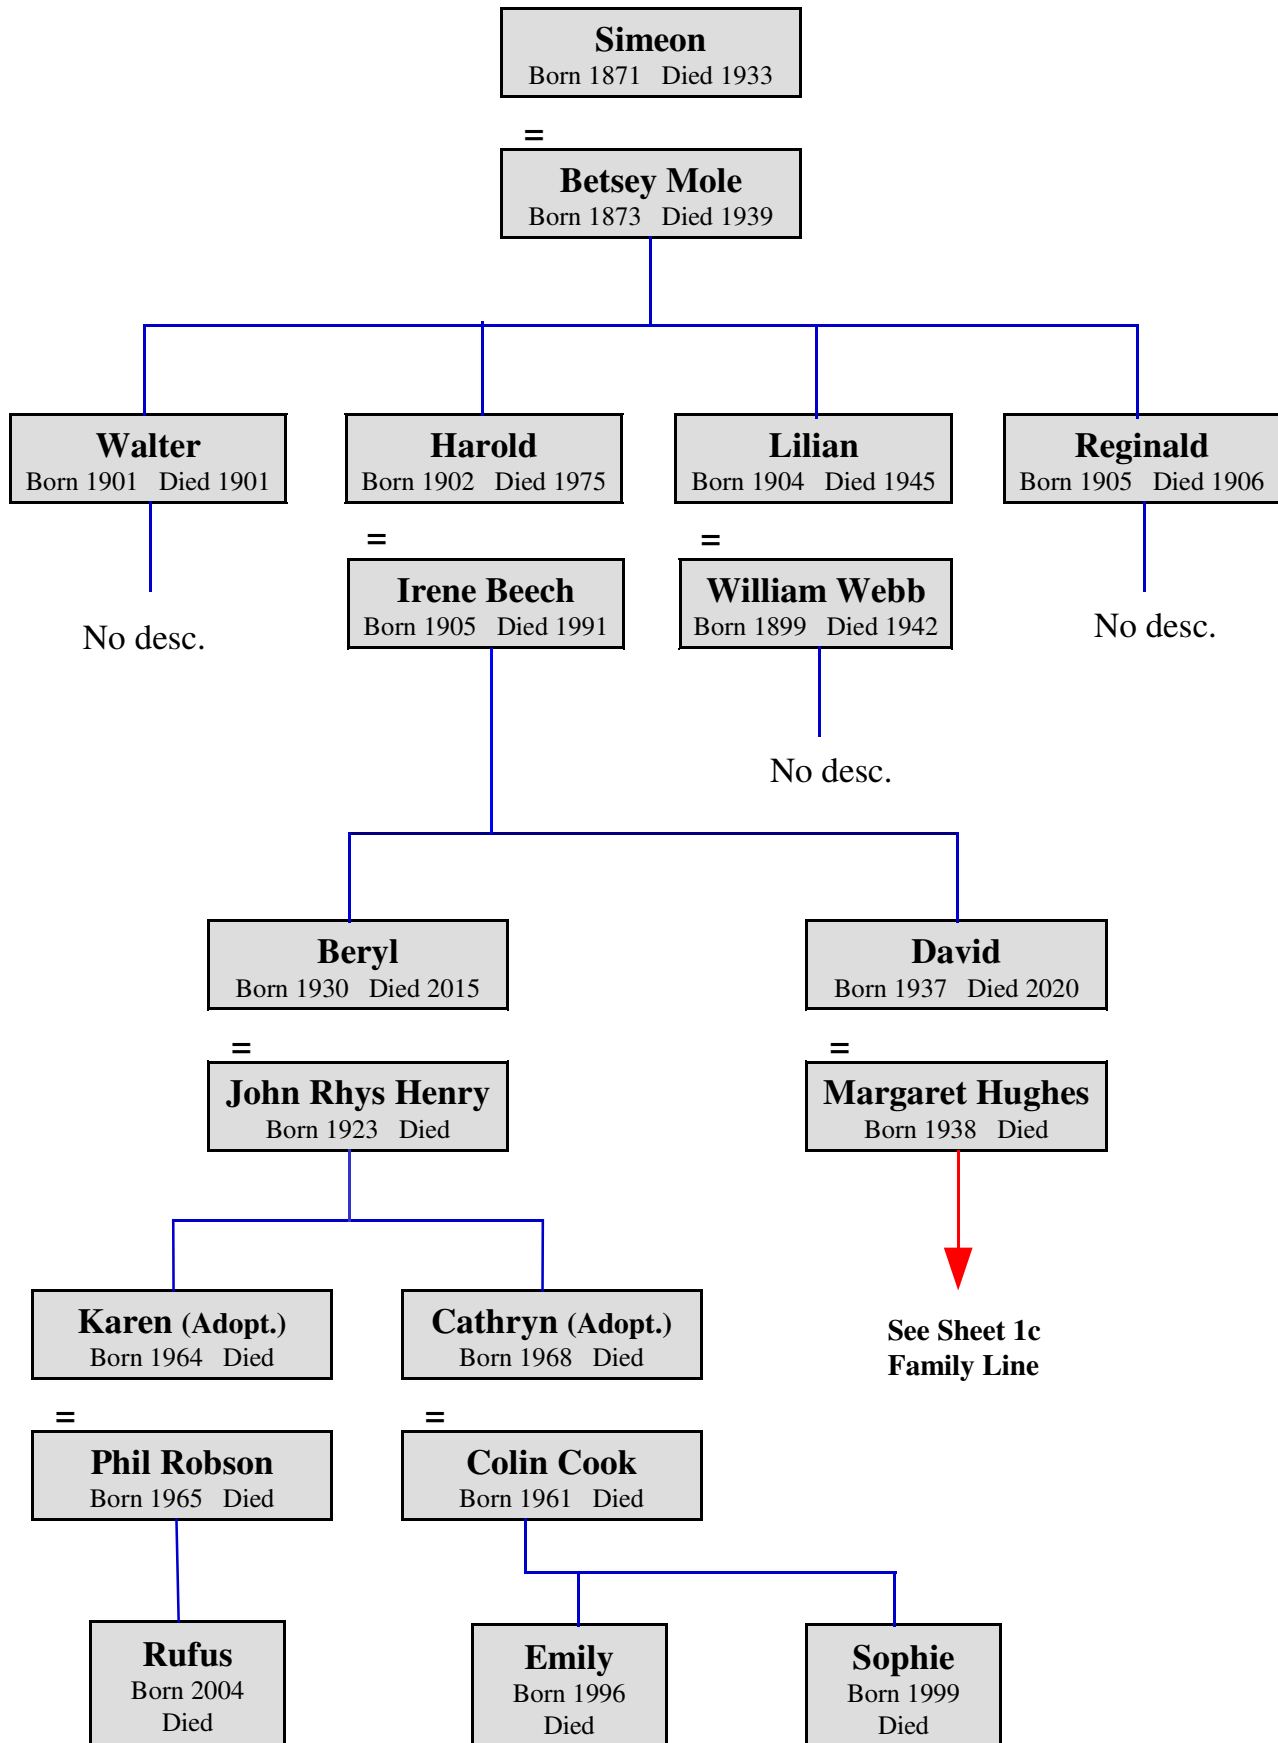 Simeon
Born 1871 Died 1933
=
Betsey Mole
Born 1873 Died 1939
Walter
Born 1901 Died 1901
Harold
Born 1902 Died 1975
Lilian
Born 1904 Died 1945
Reginald
Born 1905 Died 1906
=
=
Irene Beech
Born 1905 Died 1991
William Webb
Born 1899 Died 1942
No desc.
No desc.
No desc.
Beryl
Born 1930 Died 2015
David
Born 1937 Died 2020
=
=
John Rhys Henry
Born 1923 Died
Margaret Hughes
Born 1938 Died
Karen (Adopt.)
Born 1964 Died
Cathryn (Adopt.)
Born 1968 Died
See Sheet 1c
Family Line
=
=
Phil Robson
Born 1965 Died
Colin Cook
Born 1961 Died
Rufus
Born 2004
Died
Emily
Born 1996
Died
Sophie
Born 1999
Died